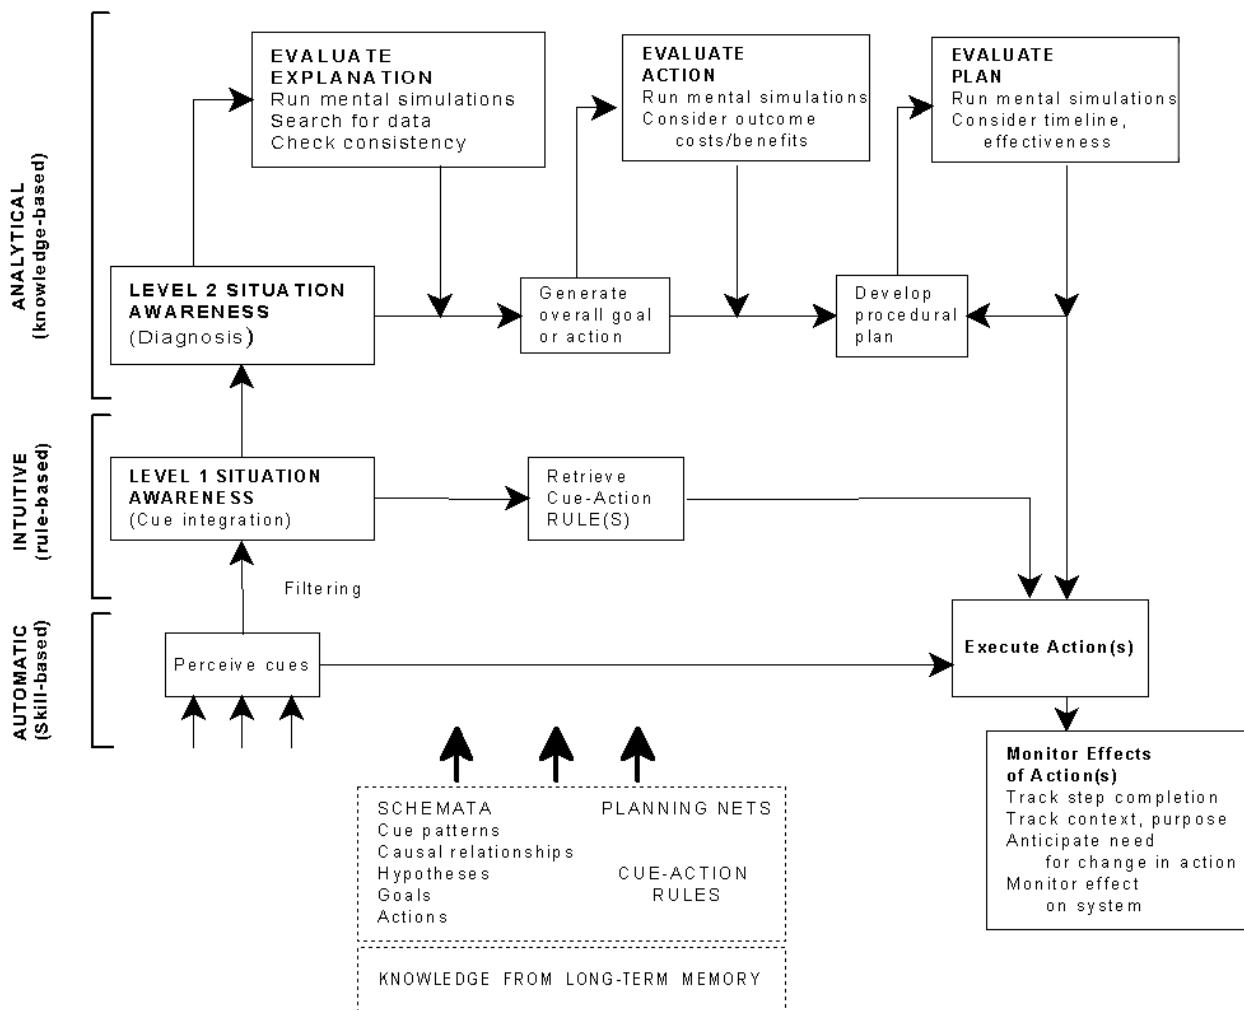 ANALYTICAL
(knowledge-based)
EVALUATE
EXPLANATION
Run mental simulations
Search for data
Check consistency
EVALUATE
ACTION
Run mental simulations
Consider outcome
costs/benefits
EVALUATE
PLAN
Run mental simulations
Consider timeline,
effectiveness
LEVEL 2 SITUATION
AWARENESS
(Diagnosis)
Generate
overall goal
or action
Develop
procedural
plan
INTUITIVE
(rule-based)
LEVEL 1 SITUATION
AWARENESS
(Cue integration)
Retrieve
Cue-Action
RULE(S)
Filtering
AUTOMATIC
(Skill-based)
Perceive cues
Execute Action(s)
Monitor Effects
of Action(s)
Track step completion
Track context, purpose
Anticipate need
for change in action
Monitor effect
on system
SCHEMATA
Cue patterns
Causal relationships
Hypotheses
Goals
Actions
PLANNING NETS
CUE-ACTION
RULES
KNOWLEDGE FROM LONG-TERM MEMORY